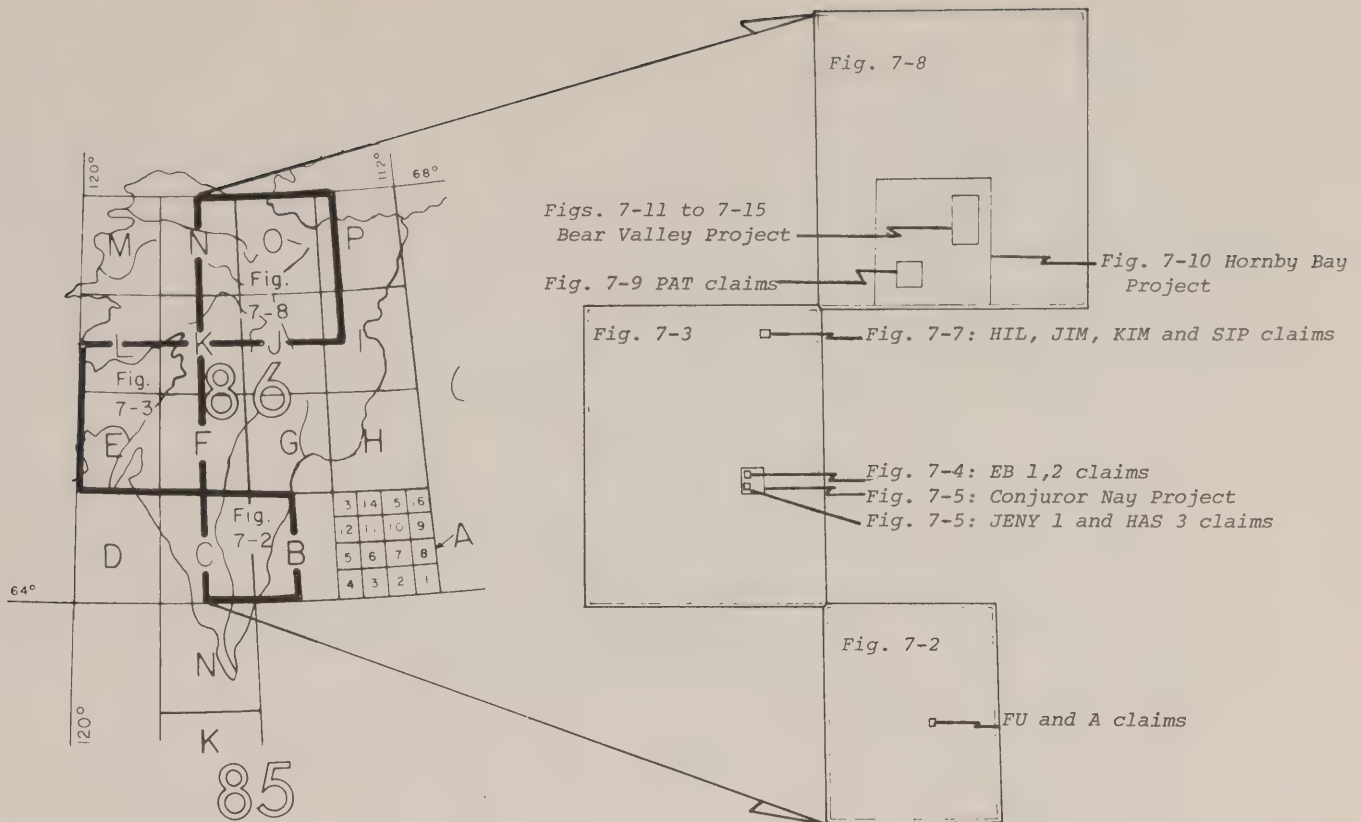 120°
112°
68°
M
N
O
P
Fig.
7-8
L
K
J
I
Fig.
7-3
86
E
F
G
H
Fig.
7-2
D
C
B
3 14 5 16
12 11 10 9
5 6 7 8
4 3 2 1
A
64°
N
120°
K
85
Fig. 7-8
Figs. 7-11 to 7-15
Bear Valley Project
Fig. 7-9 PAT claims
Fig. 7-10 Hornby Bay
Project
Fig. 7-3
Fig. 7-7: HIL, JIM, KIM and SIP claims
Fig. 7-4: EB 1,2 claims
Fig. 7-5: Conjuror Nay Project
Fig. 7-5: JENY 1 and HAS 3 claims
Fig. 7-2
FU and A claims